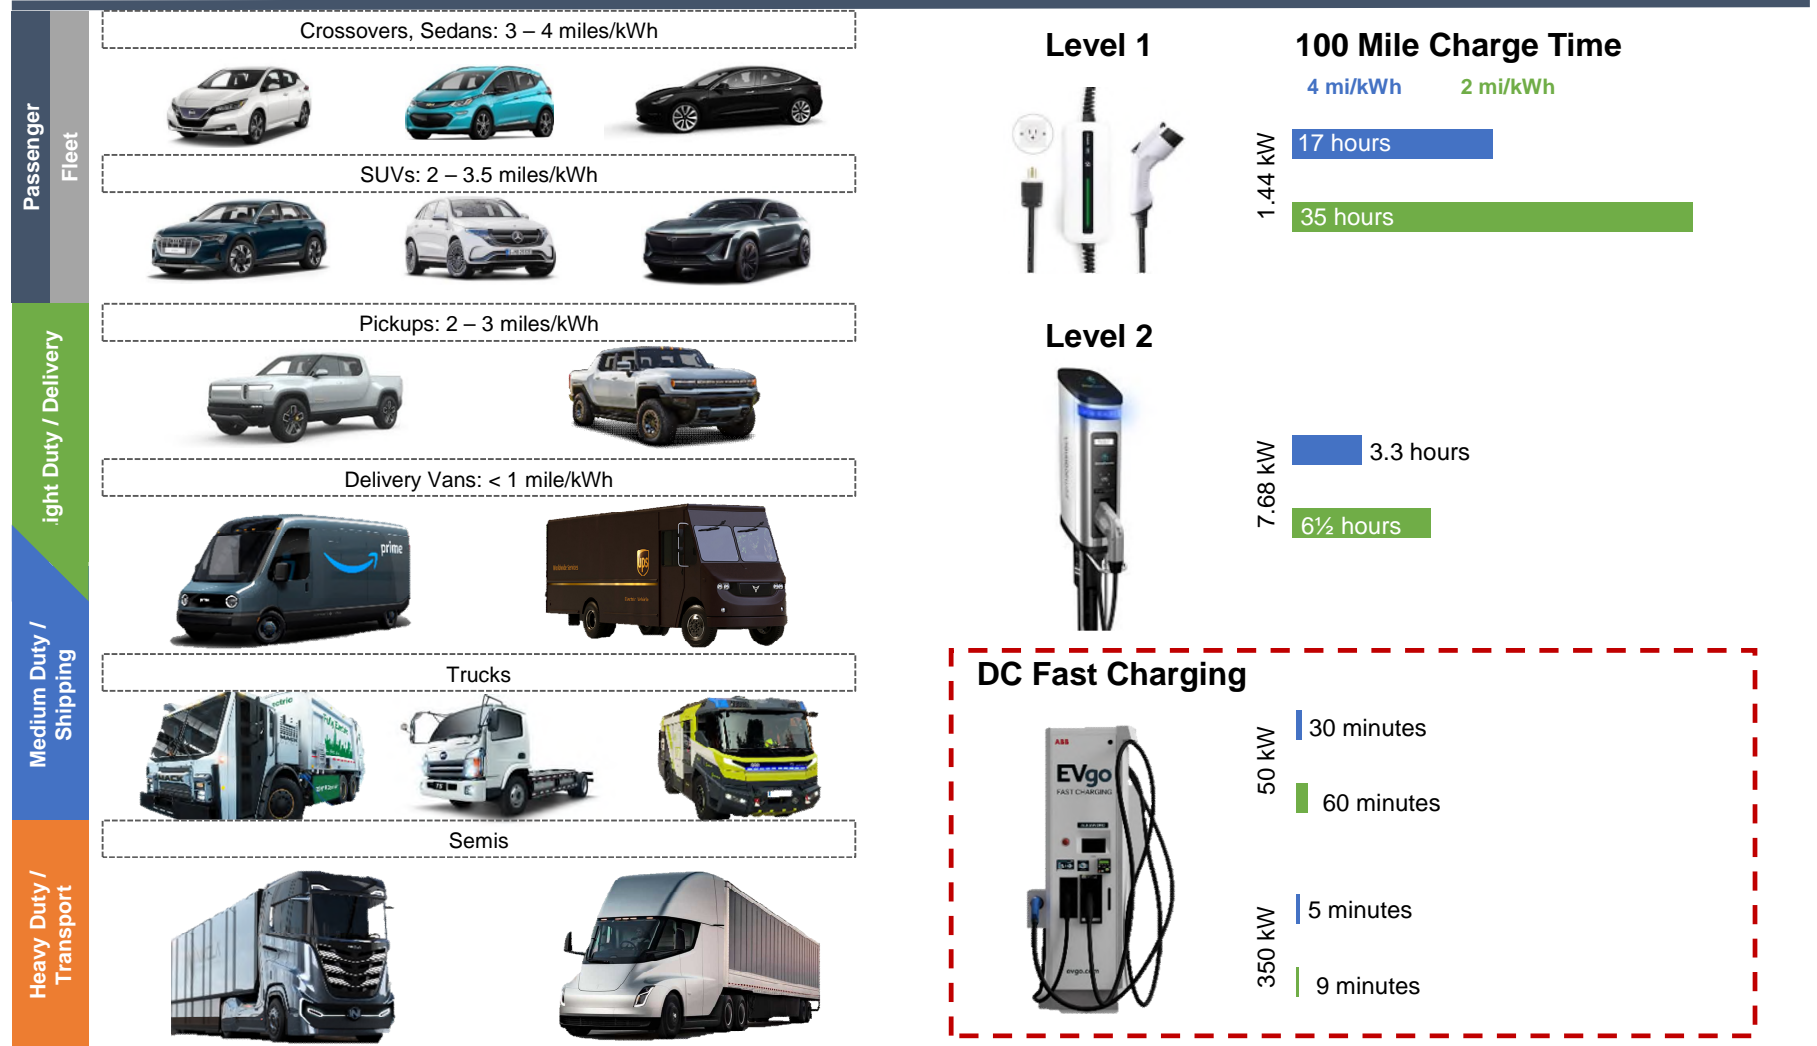 Passenger
Fleet
Crossovers, Sedans: 3 – 4 miles/kWh
SUVs: 2 – 3.5 miles/kWh
.ight Duty / Delivery
Pickups: 2 – 3 miles/kWh
Delivery Vans: < 1 mile/kWh
prime
ups
Medium Duty /
Shipping
Trucks
MACK
Heavy Duty /
Transport
Semis
Level 1
100 Mile Charge Time
4 mi/kWh
2 mi/kWh
1.44 kW
17 hours
35 hours
Level 2
7.68 kW
3.3 hours
6½ hours
DC Fast Charging
ABB
EVgo
FAST CHARGING
evgo.com
50 kW
30 minutes
60 minutes
350 kW
5 minutes
9 minutes